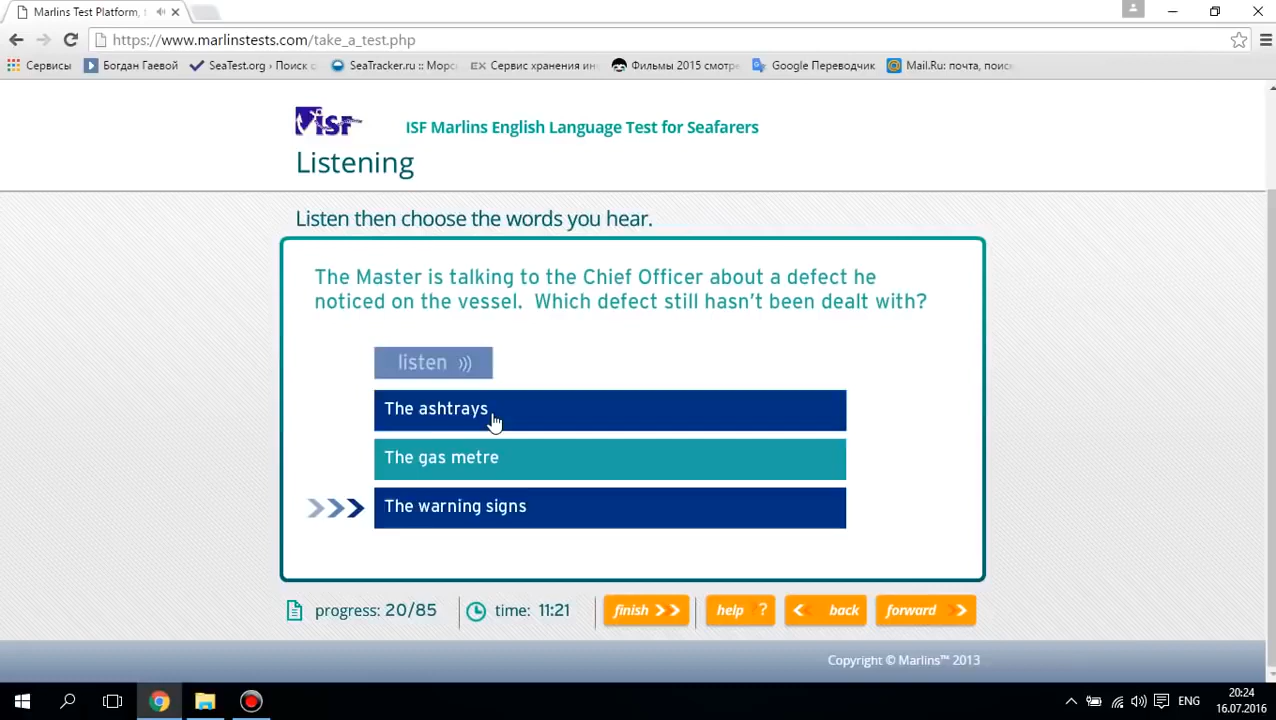 Marlins Test Platform, t
https://www.marlinstests.com/take_a_test.php
Сервисы Богдан Гаевой SeaTest.org › Поиск с SeaTracker.ru :: Морс EX Сервис хранения ин Фильмы 2015 смотре Google Переводчик Mail.Ru: почта, поиск
ISF
ISF Marlins English Language Test for Seafarers
Listening
Listen then choose the words you hear.
The Master is talking to the Chief Officer about a defect he
noticed on the vessel. Which defect still hasn't been dealt with?
listen
The ashtrays
The gas metre
The warning signs
progress: 20/85 time: 11:21 finish help ? back forward
Copyright © Marlins™ 2013
ENG
20:24
16.07.2016